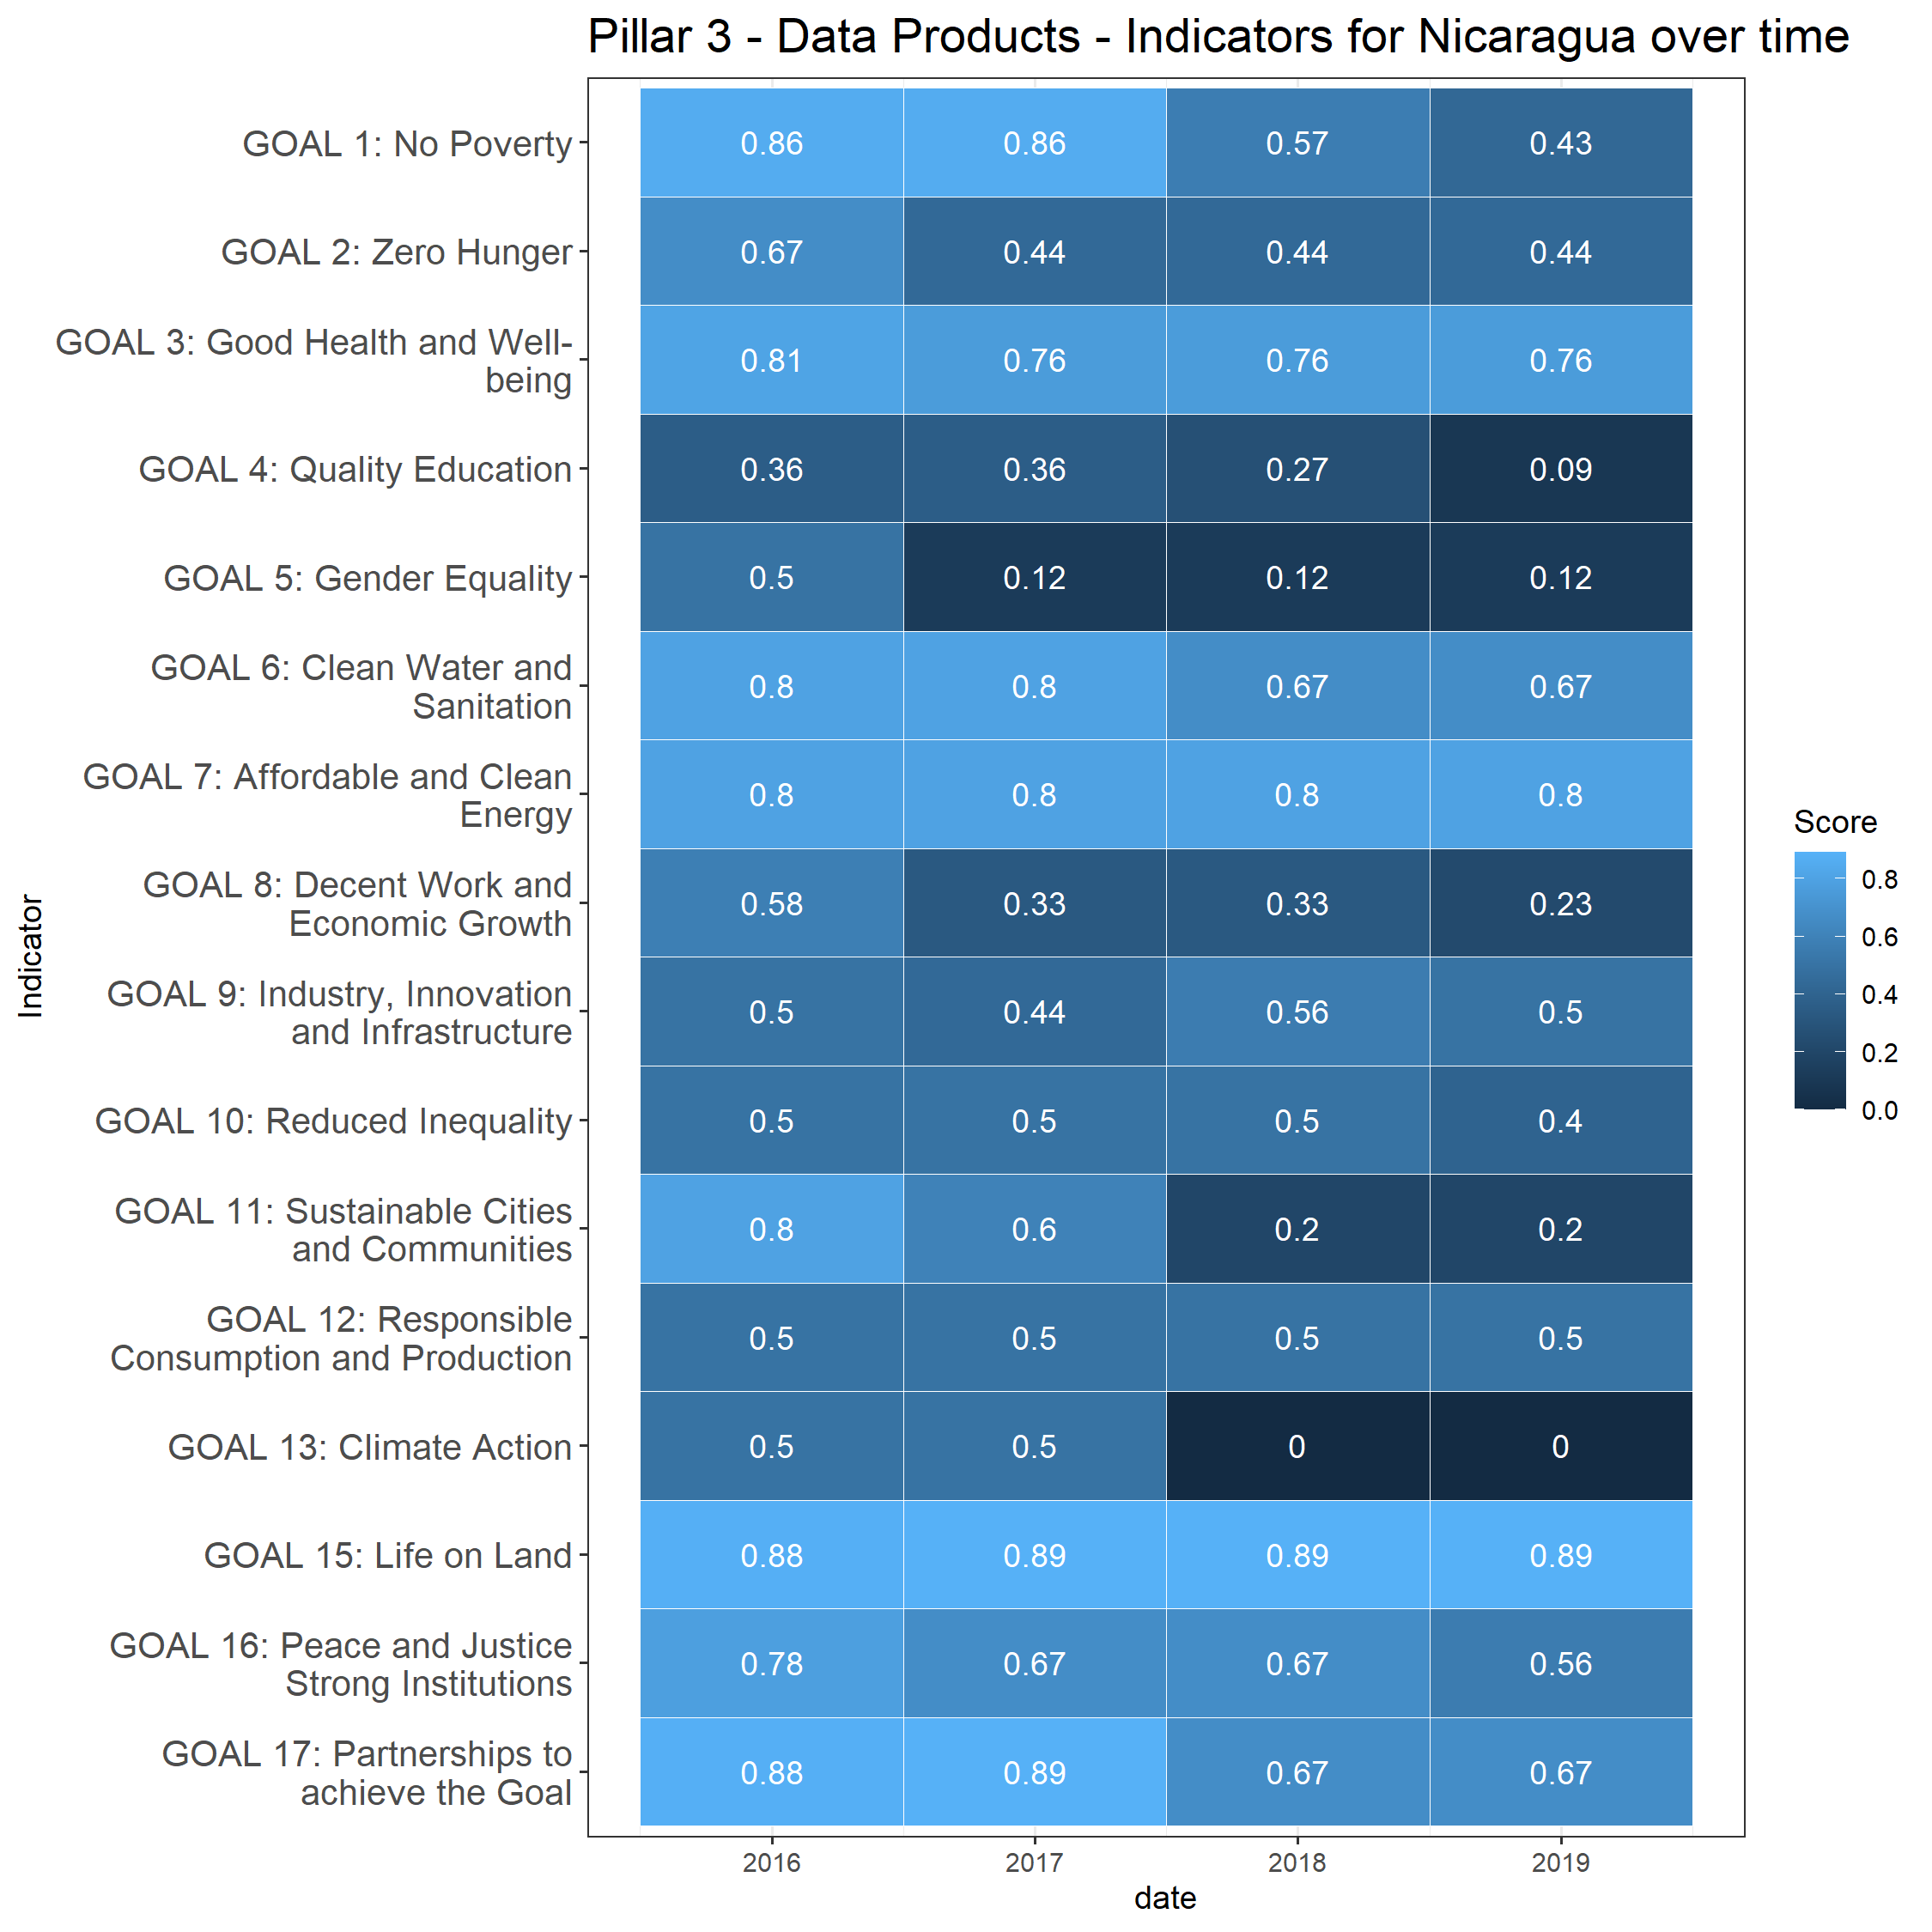 Pillar 3 - Data Products - Indicators for Nicaragua over time
GOAL 1: No Poverty 0.86 0.86 0.57 0.43
GOAL 2: Zero Hunger 0.67 0.44 0.44 0.44
GOAL 3: Good Health and Well-
being 0.81 0.76 0.76 0.76
GOAL 4: Quality Education 0.36 0.36 0.27 0.09
GOAL 5: Gender Equality 0.5 0.12 0.12 0.12
GOAL 6: Clean Water and
Sanitation 0.8 0.8 0.67 0.67
GOAL 7: Affordable and Clean
Energy 0.8 0.8 0.8 0.8
GOAL 8: Decent Work and
Economic Growth 0.58 0.33 0.33 0.23
GOAL 9: Industry, Innovation
and Infrastructure 0.5 0.44 0.56 0.5
GOAL 10: Reduced Inequality 0.5 0.5 0.5 0.4
GOAL 11: Sustainable Cities
and Communities 0.8 0.6 0.2 0.2
GOAL 12: Responsible
Consumption and Production 0.5 0.5 0.5 0.5
GOAL 13: Climate Action 0.5 0.5 0 0
GOAL 15: Life on Land 0.88 0.89 0.89 0.89
GOAL 16: Peace and Justice
Strong Institutions 0.78 0.67 0.67 0.56
GOAL 17: Partnerships to
achieve the Goal 0.88 0.89 0.67 0.67
2016 2017 2018 2019
date
Indicator
Score
0.8
0.6
0.4
0.2
0.0